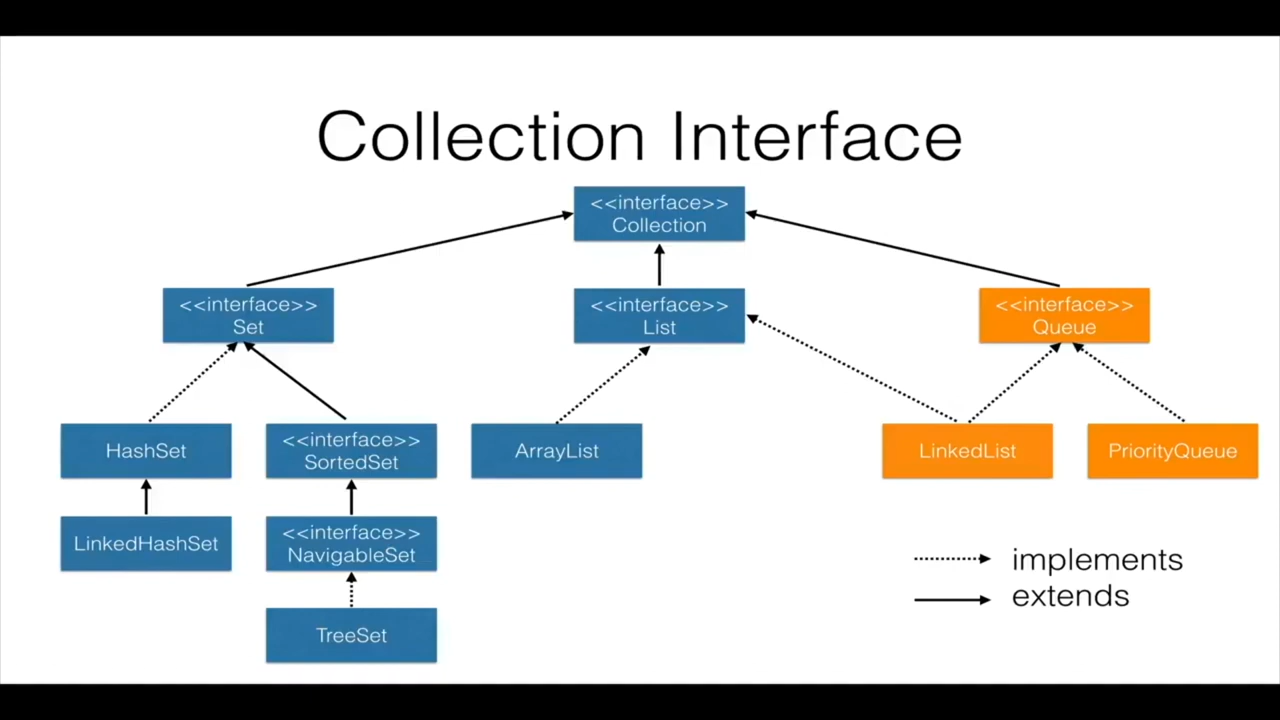 Collection Interface
<<interface>>
Collection
<<interface>>
Set
<<interface>>
List
<<interface>>
Queue
HashSet
<<interface>>
SortedSet
ArrayList
LinkedList
PriorityQueue
LinkedHashSet
<<interface>>
NavigableSet
implements
extends
TreeSet